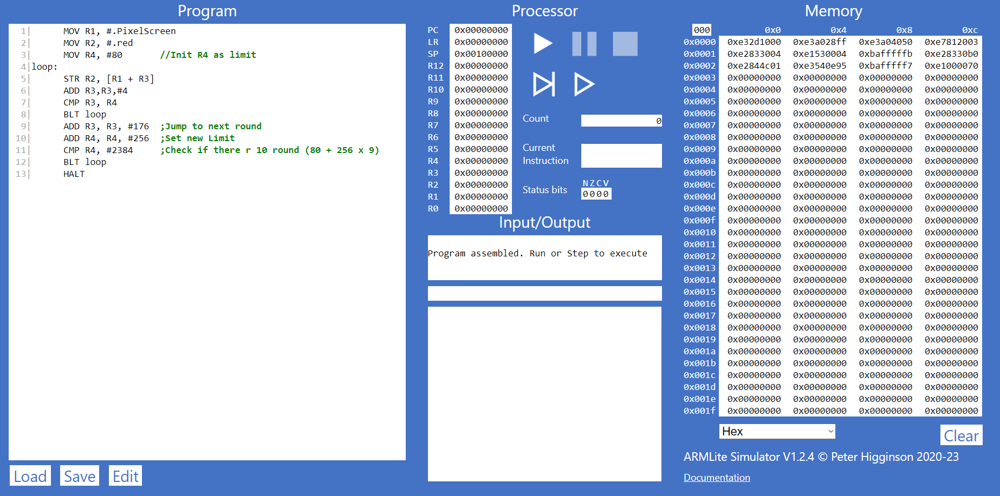 Program
1| MOV R1, #.PixelScreen
2| MOV R2, #.red
3| MOV R4, #80 //Init R4 as limit
4|loop:
5| STR R2, [R1 + R3]
6| ADD R3,R3,#4
7| CMP R3, R4
8| BLT loop
9| ADD R3, R3, #176 ;Jump to next round
10| ADD R4, R4, #256 ;Set new Limit
11| CMP R4, #2384 ;Check if there r 10 round (80 + 256 x 9)
12| BLT loop
13| HALT
Load Save Edit
Processor
PC 0x00000000
LR 0x00000000
SP 0x00100000
R12 0x00000000
R11 0x00000000
R10 0x00000000
R9 0x00000000
R8 0x00000000
R7 0x00000000
R6 0x00000000
R5 0x00000000
R4 0x00000000
R3 0x00000000
R2 0x00000000
R1 0x00000000
R0 0x00000000
Count 0
Current
Instruction
NZCV
Status bits 0000
Input/Output
Program assembled. Run or Step to execute
Memory
000 0x0 0x4 0x8 0xc
0x0000 0xe32d1000 0xe3a028ff 0xe3a04050 0xe7812003
0x0001 0xe2833004 0xe1530004 0xbafffffb 0xe28330b0
0x0002 0xe2844c01 0xe3540e95 0xbafffff7 0xe1000070
0x0003 0x00000000 0x00000000 0x00000000 0x00000000
0x0004 0x00000000 0x00000000 0x00000000 0x00000000
0x0005 0x00000000 0x00000000 0x00000000 0x00000000
0x0006 0x00000000 0x00000000 0x00000000 0x00000000
0x0007 0x00000000 0x00000000 0x00000000 0x00000000
0x0008 0x00000000 0x00000000 0x00000000 0x00000000
0x0009 0x00000000 0x00000000 0x00000000 0x00000000
0x000a 0x00000000 0x00000000 0x00000000 0x00000000
0x000b 0x00000000 0x00000000 0x00000000 0x00000000
0x000c 0x00000000 0x00000000 0x00000000 0x00000000
0x000d 0x00000000 0x00000000 0x00000000 0x00000000
0x000e 0x00000000 0x00000000 0x00000000 0x00000000
0x000f 0x00000000 0x00000000 0x00000000 0x00000000
0x0010 0x00000000 0x00000000 0x00000000 0x00000000
0x0011 0x00000000 0x00000000 0x00000000 0x00000000
0x0012 0x00000000 0x00000000 0x00000000 0x00000000
0x0013 0x00000000 0x00000000 0x00000000 0x00000000
0x0014 0x00000000 0x00000000 0x00000000 0x00000000
0x0015 0x00000000 0x00000000 0x00000000 0x00000000
0x0016 0x00000000 0x00000000 0x00000000 0x00000000
0x0017 0x00000000 0x00000000 0x00000000 0x00000000
0x0018 0x00000000 0x00000000 0x00000000 0x00000000
0x0019 0x00000000 0x00000000 0x00000000 0x00000000
0x001a 0x00000000 0x00000000 0x00000000 0x00000000
0x001b 0x00000000 0x00000000 0x00000000 0x00000000
0x001c 0x00000000 0x00000000 0x00000000 0x00000000
0x001d 0x00000000 0x00000000 0x00000000 0x00000000
0x001e 0x00000000 0x00000000 0x00000000 0x00000000
0x001f 0x00000000 0x00000000 0x00000000 0x00000000
Hex
Clear
ARMLite Simulator V1.2.4 © Peter Higginson 2020-23
Documentation